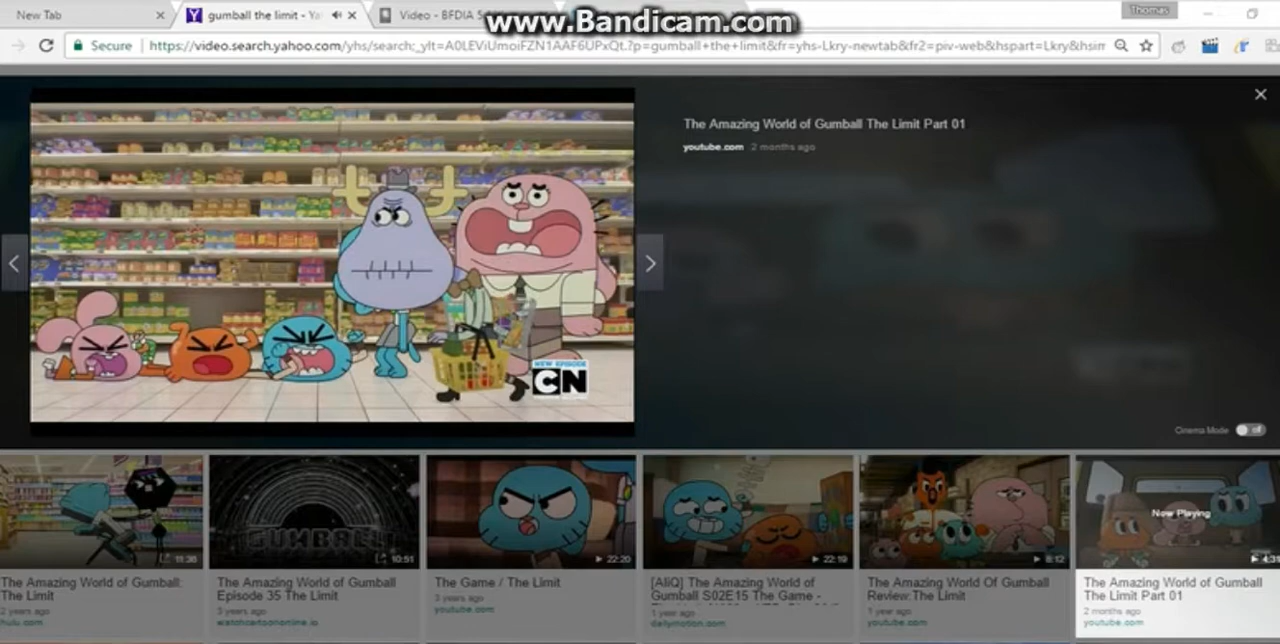 www.Bandicam.com
New Tab
gumball the limit - Ya
Video - BFDIA
Thomas
Secure
https://video.search.yahoo.com/yhs/search;_ylt=A0LEViUmoiFZN1AAF6UPxQt.?p=gumball+the+limit&fr=yhs-Lkry-newtab&fr2=piv-web&hspart=Lkry&hsim
The Amazing World of Gumball The Limit Part 01
youtube.com 2 months ago
NEW EPISODE
CN
Cinema Mode
off
11:36
GUMBALL
10:51
22:20
22:19
8:12
Now Playing
4:31
The Amazing World of Gumball:
The Limit
2 years ago
hulu.com
The Amazing World of Gumball
Episode 35 The Limit
3 years ago
watchcartoononline.io
The Game / The Limit
3 years ago
youtube.com
[AliQ] The Amazing World of
Gumball S02E15 The Game -
1 year ago
dailymotion.com
The Amazing World Of Gumball
Review:The Limit
1 year ago
youtube.com
The Amazing World of Gumball
The Limit Part 01
2 months ago
youtube.com